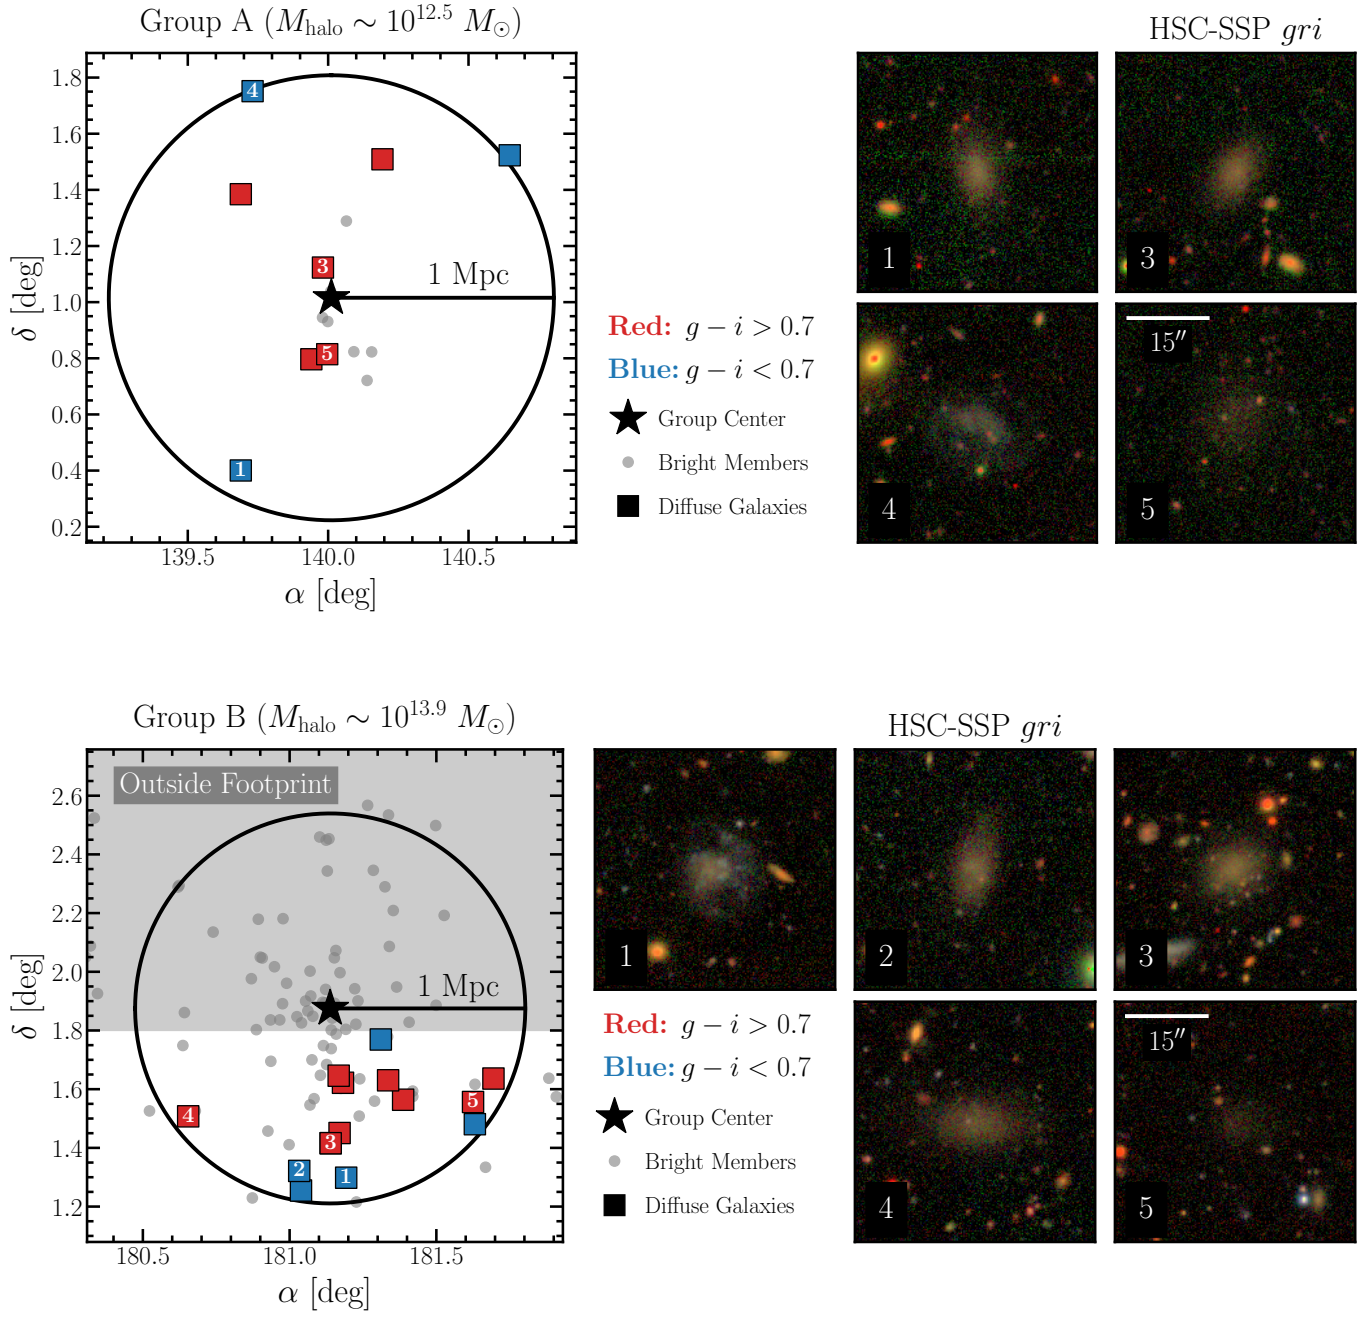 Group A (M_halo ∼ 10^12.5 M_⊙)
HSC-SSP gri
1.8
1.6
1.4
1.2
1.0
0.8
0.6
0.4
0.2
δ [deg]
4
3
1 Mpc
5
1
139.5 140.0 140.5
α [deg]
Red: g − i > 0.7
Blue: g − i < 0.7
Group Center
Bright Members
Diffuse Galaxies
1
3
4
15″
5
Group B (M_halo ∼ 10^13.9 M_⊙)
HSC-SSP gri
Outside Footprint
2.6
2.4
2.2
2.0
1.8
1.6
1.4
1.2
δ [deg]
1 Mpc
4
5
3
2
1
180.5 181.0 181.5
α [deg]
1
2
3
Red: g − i > 0.7
Blue: g − i < 0.7
Group Center
Bright Members
Diffuse Galaxies
4
15″
5